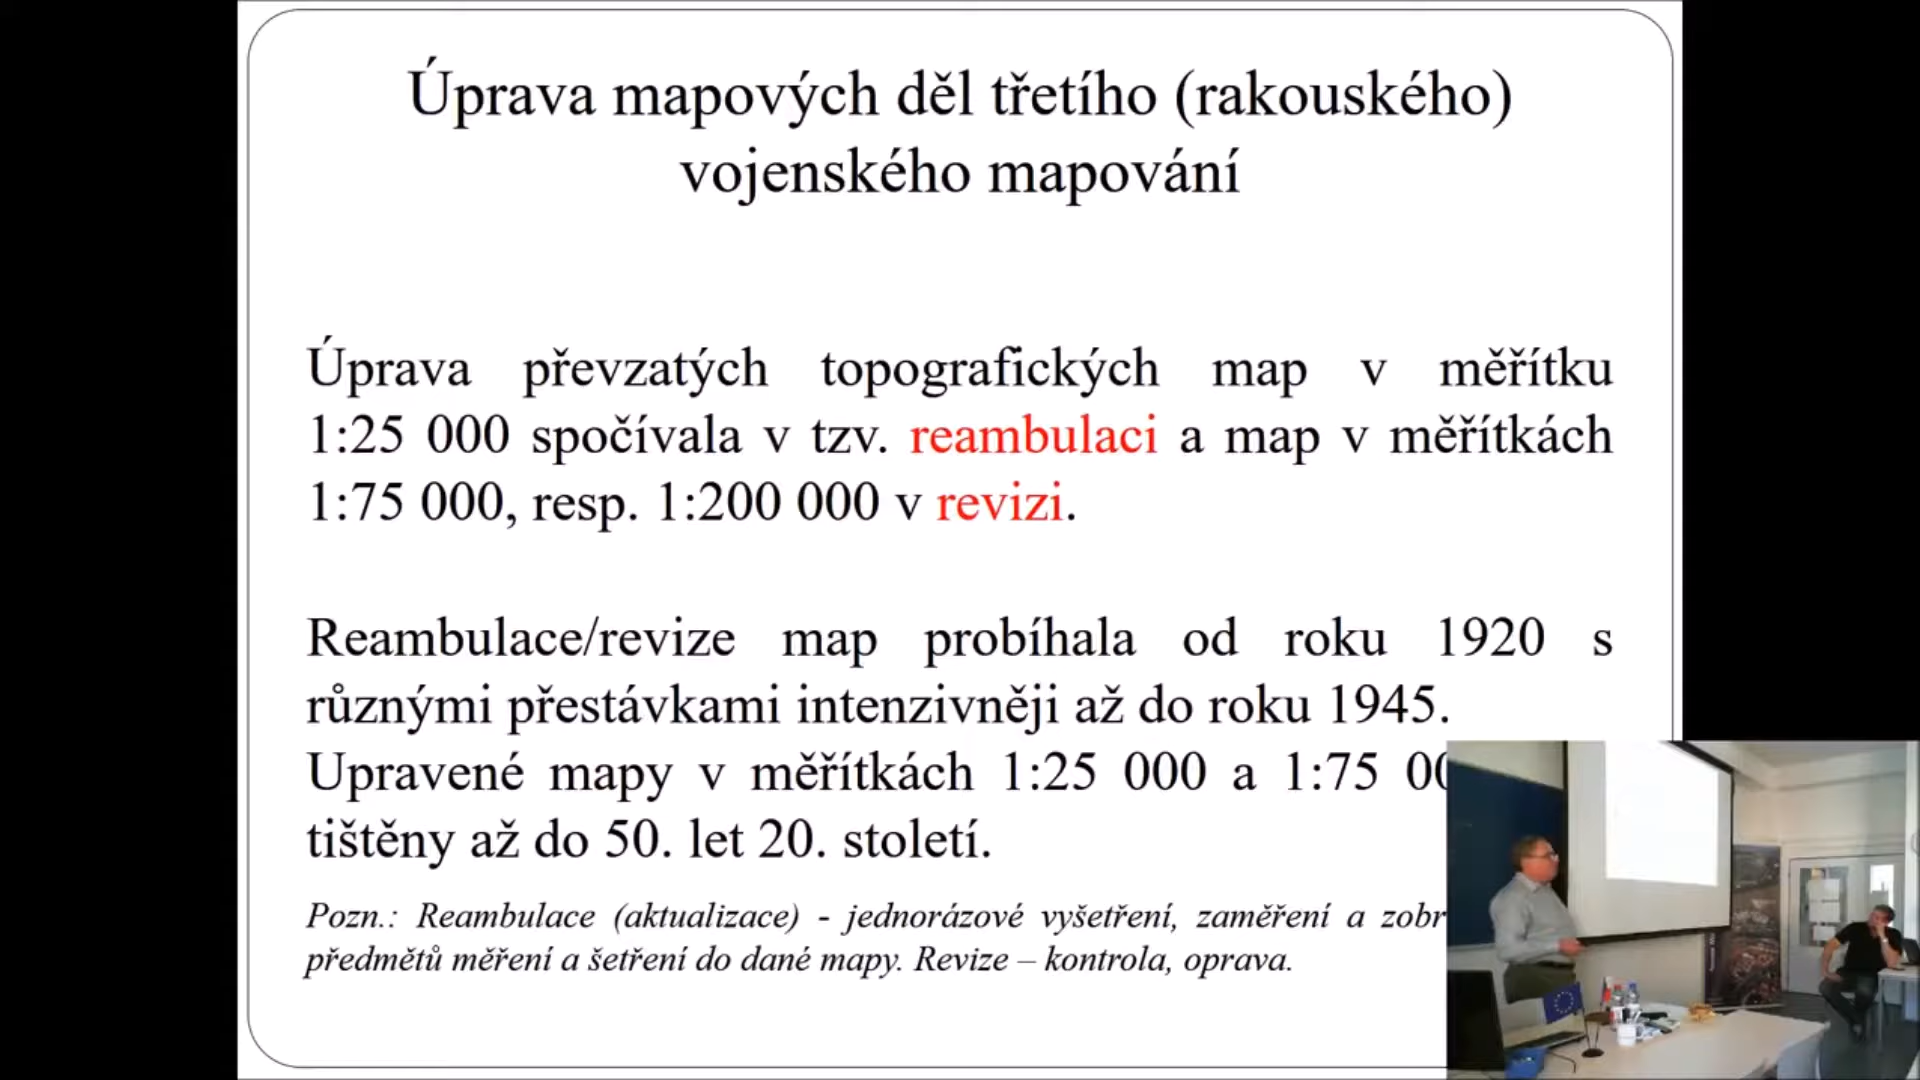 Úprava mapových děl třetího (rakouského)
vojenského mapování
Úprava převzatých topografických map v měřítku
1:25 000 spočívala v tzv. reambulaci a map v měřítkách
1:75 000, resp. 1:200 000 v revizi.
Reambulace/revize map probíhala od roku 1920 s
různými přestávkami intenzivněji až do roku 1945.
Upravené mapy v měřítkách 1:25 000 a 1:75
tištěny až do 50. let 20. století.
Pozn.: Reambulace (aktualizace) - jednorázové vyšetření, zaměření a
předmětů měření a šetření do dané mapy. Revize – kontrola, oprava.